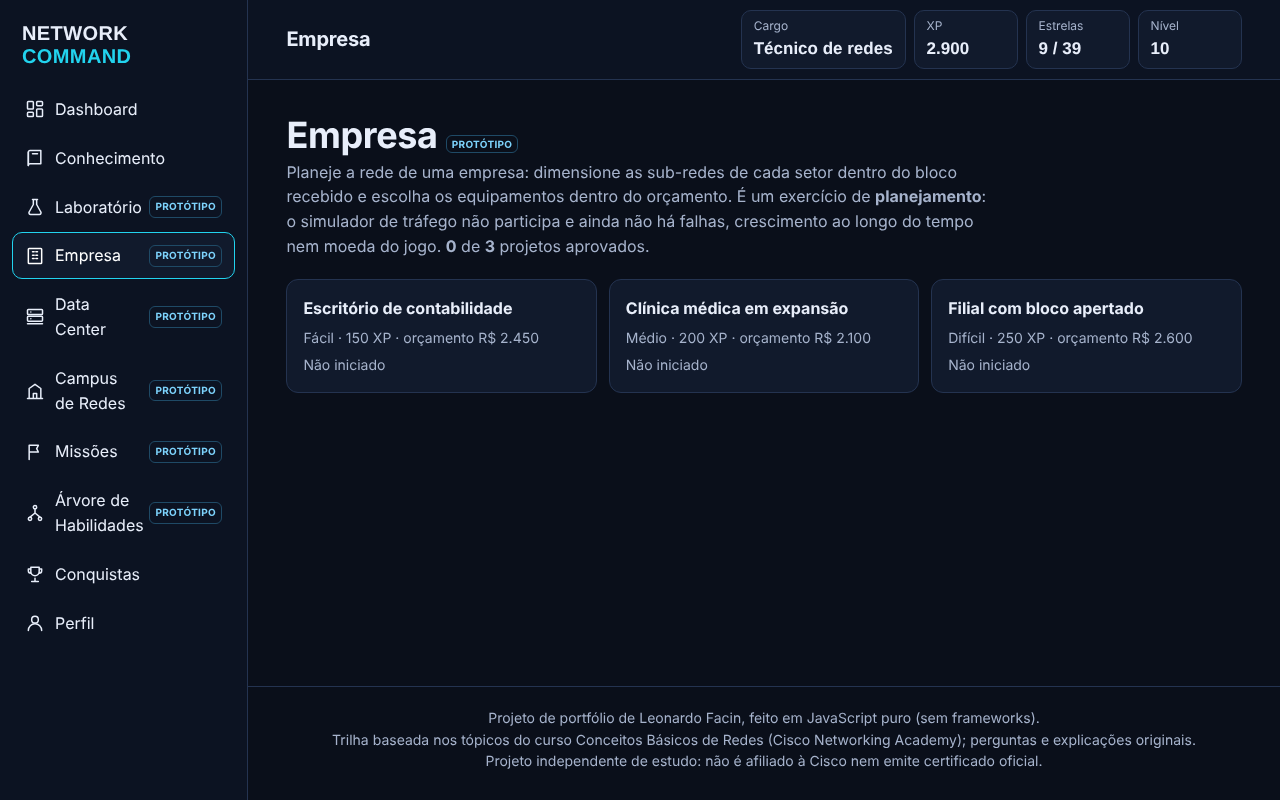 NETWORK
COMMAND
Dashboard
Conhecimento
Laboratório PROTÓTIPO
Empresa PROTÓTIPO
Data
Center
PROTÓTIPO
Campus
de Redes
PROTÓTIPO
Missões PROTÓTIPO
Árvore de
Habilidades
PROTÓTIPO
Conquistas
Perfil
Empresa
Cargo
Técnico de redes
XP
2.900
Estrelas
9 / 39
Nível
10
Empresa PROTÓTIPO
Planeje a rede de uma empresa: dimensione as sub-redes de cada setor dentro do bloco
recebido e escolha os equipamentos dentro do orçamento. É um exercício de planejamento:
o simulador de tráfego não participa e ainda não há falhas, crescimento ao longo do tempo
nem moeda do jogo. 0 de 3 projetos aprovados.
Escritório de contabilidade
Fácil · 150 XP · orçamento R$ 2.450
Não iniciado
Clínica médica em expansão
Médio · 200 XP · orçamento R$ 2.100
Não iniciado
Filial com bloco apertado
Difícil · 250 XP · orçamento R$ 2.600
Não iniciado
Projeto de portfólio de Leonardo Facin, feito em JavaScript puro (sem frameworks).
Trilha baseada nos tópicos do curso Conceitos Básicos de Redes (Cisco Networking Academy); perguntas e explicações originais.
Projeto independente de estudo: não é afiliado à Cisco nem emite certificado oficial.